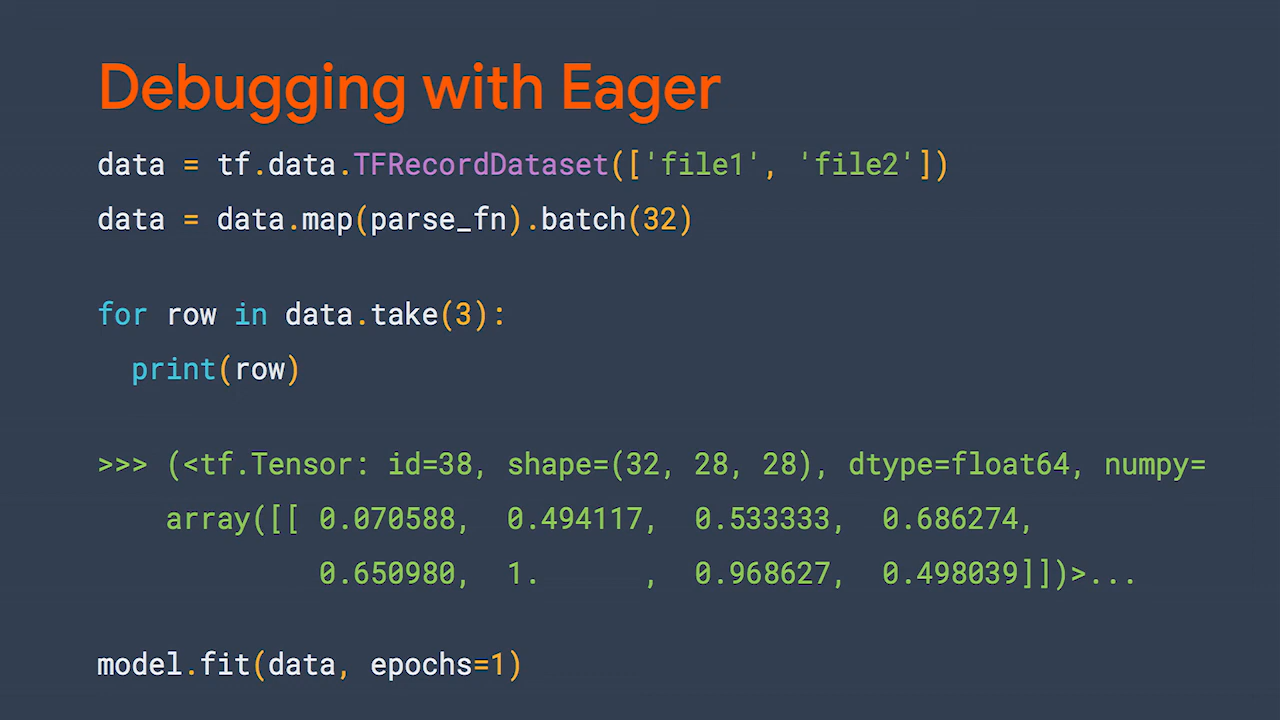 Debugging with Eager
data = tf.data.TFRecordDataset(['file1', 'file2'])
data = data.map(parse_fn).batch(32)
for row in data.take(3):
print(row)
>>> (<tf.Tensor: id=38, shape=(32, 28, 28), dtype=float64, numpy=
array([[ 0.070588, 0.494117, 0.533333, 0.686274,
0.650980, 1. , 0.968627, 0.498039]])>...
model.fit(data, epochs=1)